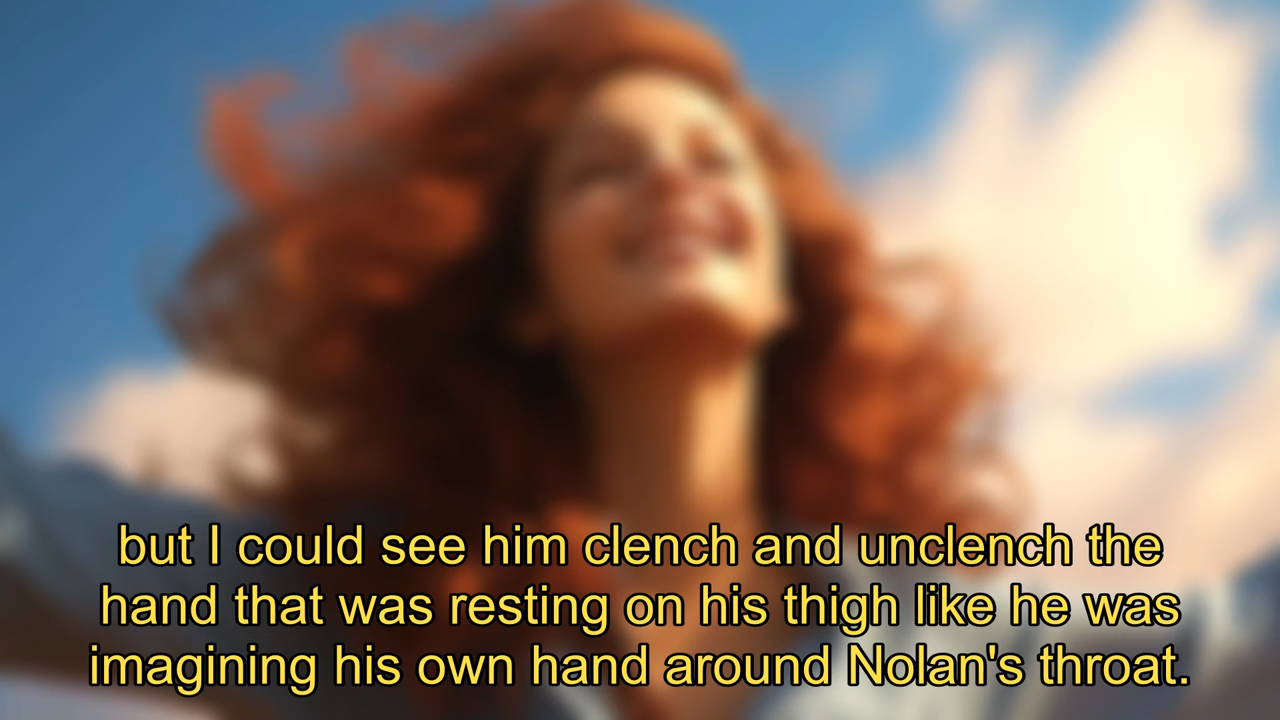 but I could see him clench and unclench the
hand that was resting on his thigh like he was
imagining his own hand around Nolan's throat.